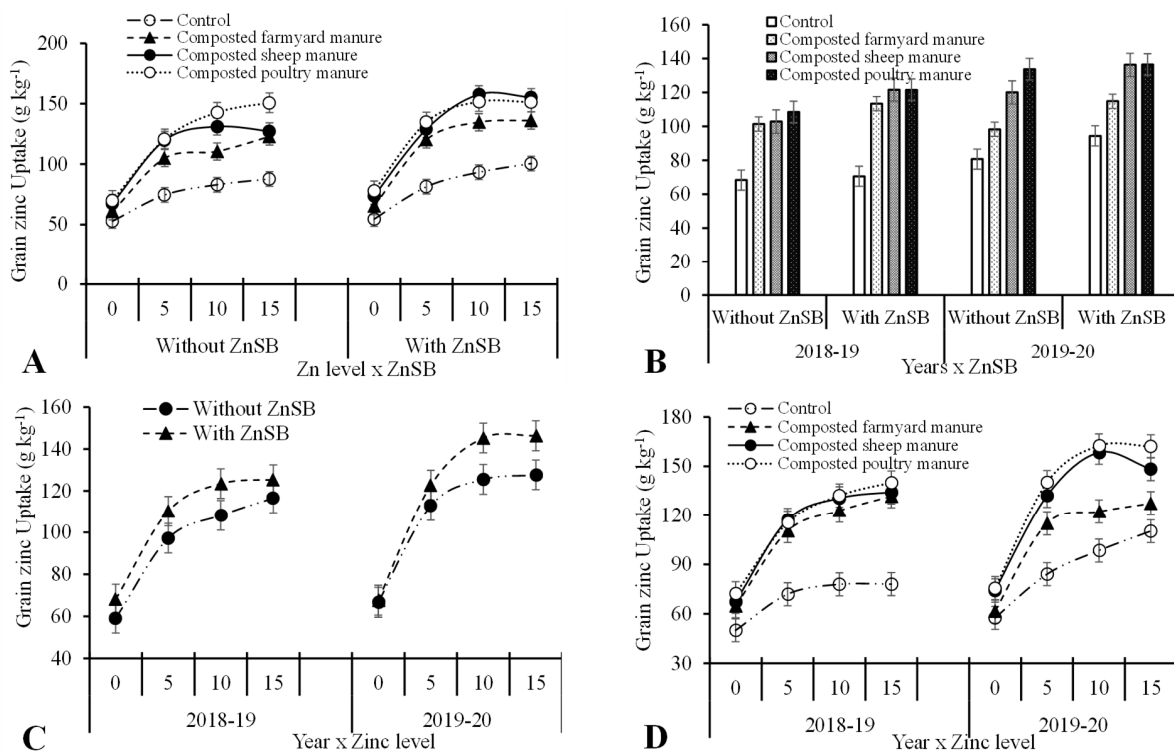 Control
Composted farmyard manure
Composted sheep manure
Composted poultry manure
200
150
100
50
0
Grain zinc Uptake (g kg-1)
0 5 10 15 0 5 10 15
Without ZnSB With ZnSB
Zn level x ZnSB
A
Control
Composted farmyard manure
Composted sheep manure
Composted poultry manure
160
140
120
100
80
60
40
20
0
Grain zinc Uptake (g kg-1)
Without ZnSB With ZnSB Without ZnSB With ZnSB
2018-19 2019-20
Years x ZnSB
B
Without ZnSB
With ZnSB
160
140
120
100
80
60
40
Grain zinc Uptake (g kg-1)
0 5 10 15 0 5 10 15
2018-19 2019-20
Year x Zinc level
C
Control
Composted farmyard manure
Composted sheep manure
Composted poultry manure
180
150
120
90
60
30
Grain zinc Uptake (g kg-1)
0 5 10 15 0 5 10 15
2018-19 2019-20
Year x Zinc level
D